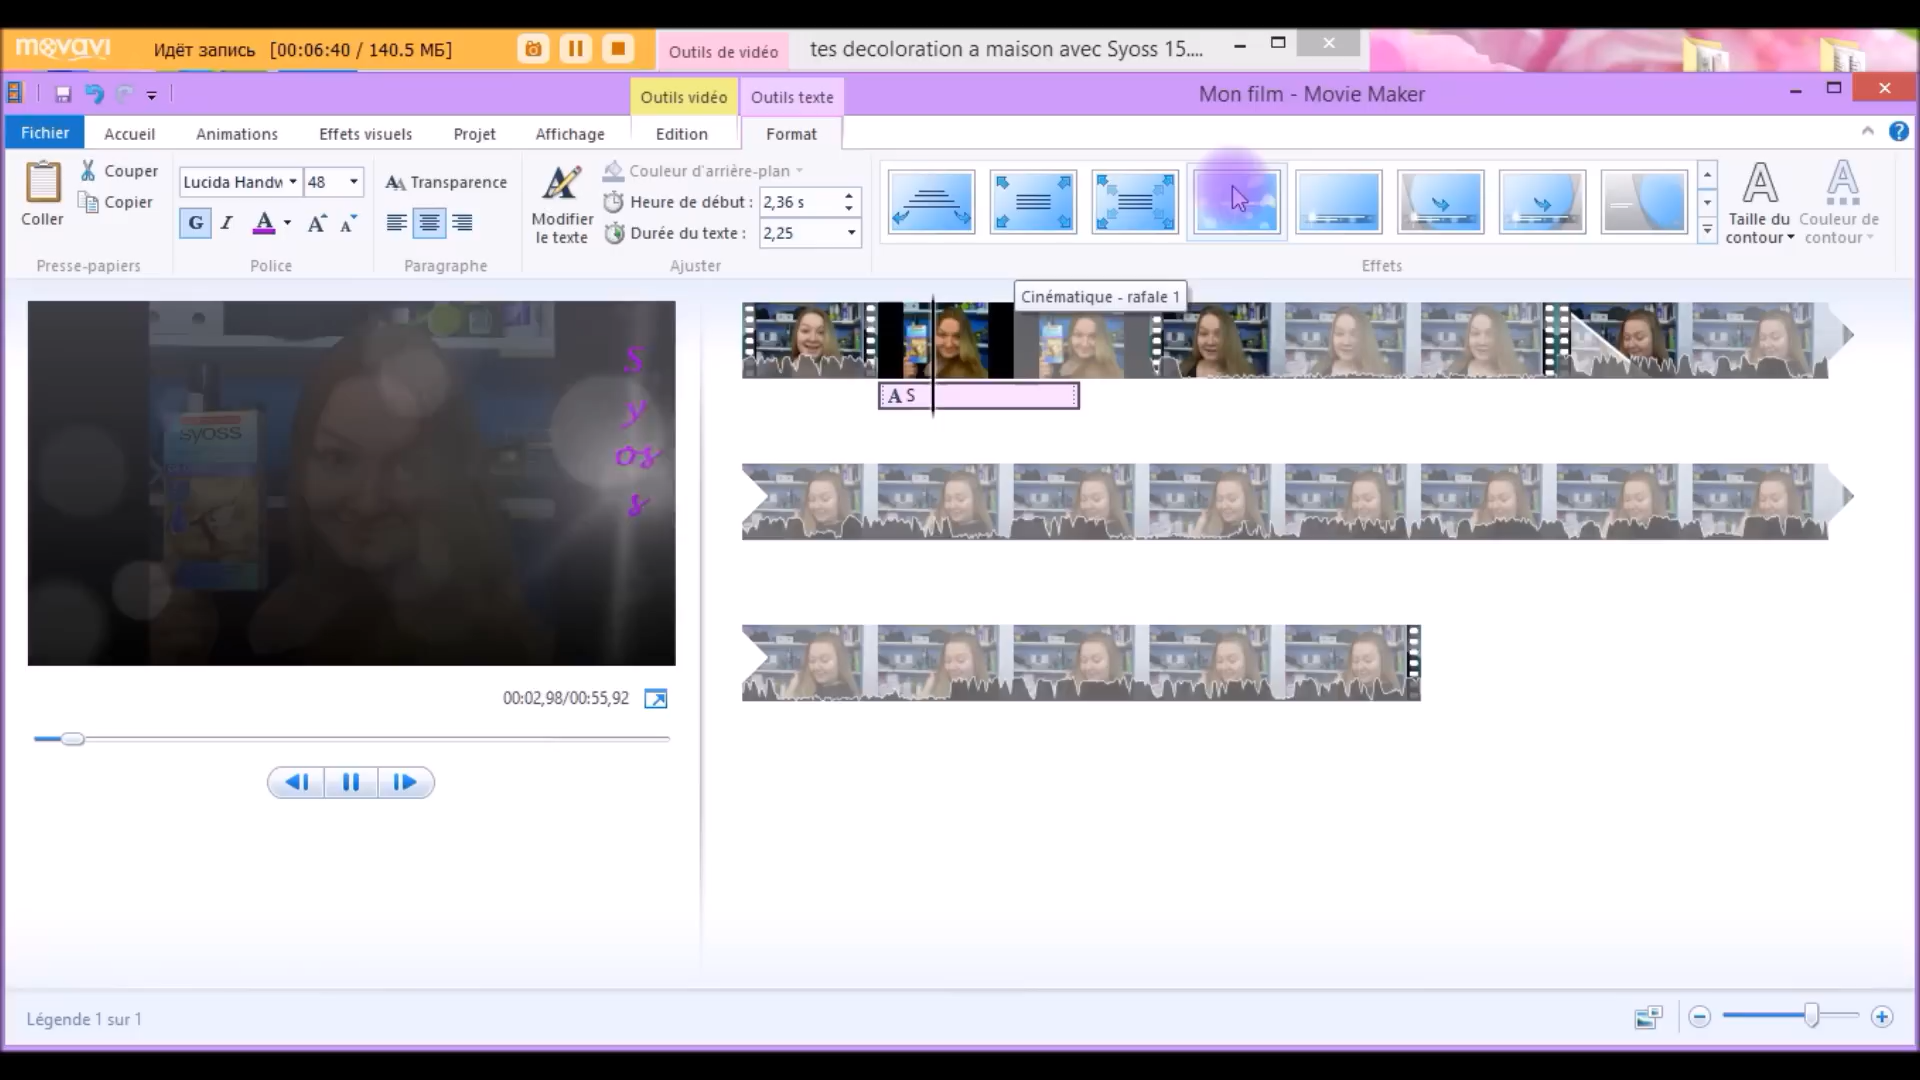 movavi
Идёт запись [00:06:40 / 140.5 МБ]
Outils de vidéo
tes decoloration a maison avec Syoss 15....
Outils vidéo
Outils texte
Mon film - Movie Maker
Fichier
Accueil
Animations
Effets visuels
Projet
Affichage
Edition
Format
Coller
Couper
Copier
Presse-papiers
Lucida Handw
48
G
I
A
A
A
Police
Transparence
Paragraphe
Modifier
le texte
Couleur d'arrière-plan
Heure de début : 2,36 s
Durée du texte : 2,25
Ajuster
Effets
Taille du
contour
Couleur de
contour
Cinématique - rafale 1
A S
syoss
S
y
os
s
00:02,98/00:55,92
Légende 1 sur 1